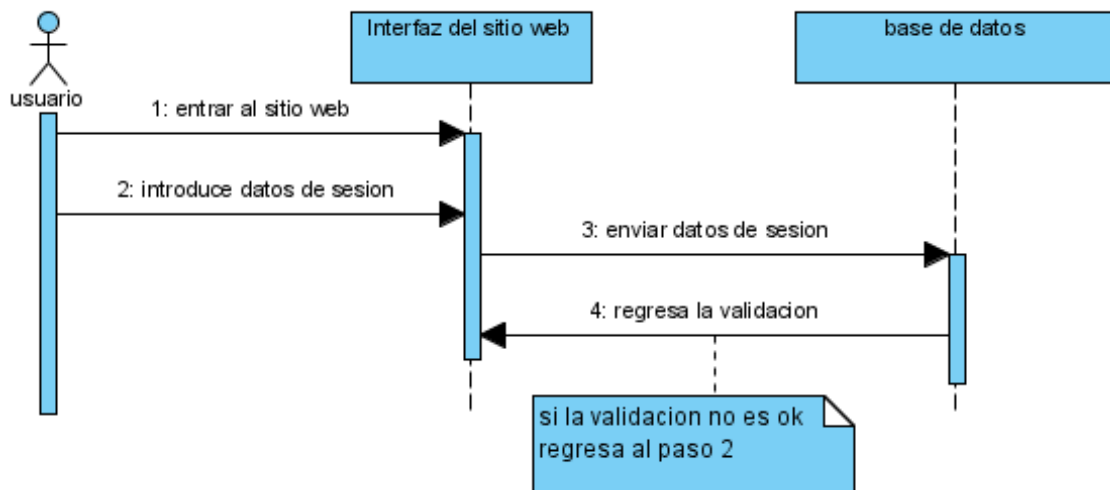 Interfaz del sitio web
base de datos
usuario
1: entrar al sitio web
2: introduce datos de sesion
3: enviar datos de sesion
4: regresa la validacion
si la validacion no es ok
regresa al paso 2